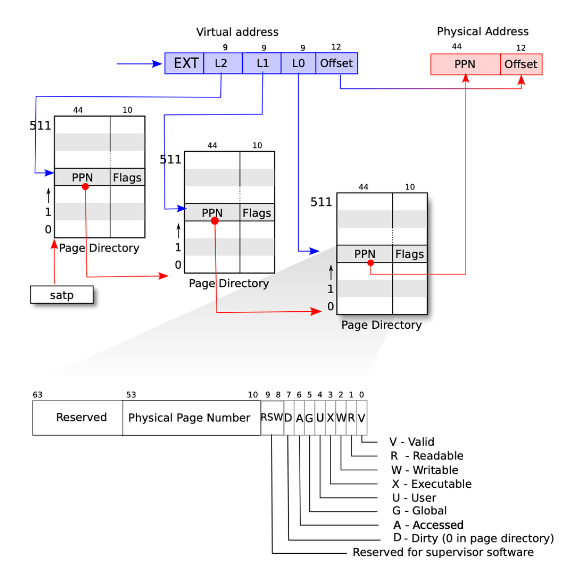 Virtual address
Physical Address
9 9 9 12
44 12
EXT L2 L1 L0 Offset
PPN Offset
44 10
511
PPN Flags
1
0
Page Directory
satp
44 10
511
PPN Flags
1
0
Page Directory
44 10
511
PPN Flags
1
0
Page Directory
63 53 10 9 8 7 6 5 4 3 2 1 0
Reserved Physical Page Number RSW D A G U X W R V
V - Valid
R - Readable
W - Writable
X - Executable
U - User
G - Global
A - Accessed
D - Dirty (0 in page directory)
Reserved for supervisor software